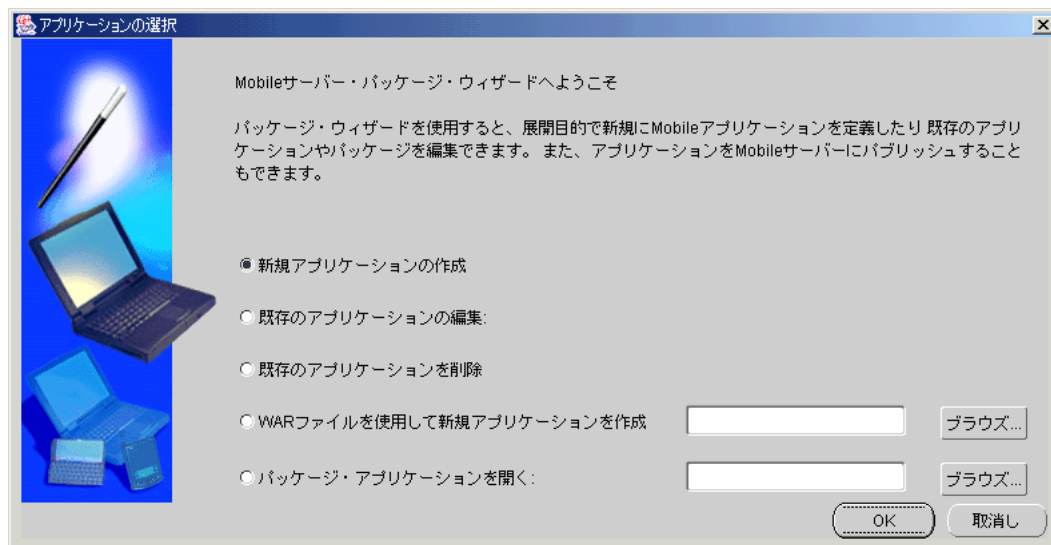 アプリケーションの選択
Mobileサーバー・パッケージ・ウィザードへようこそ
パッケージ・ウィザードを使用すると、展開目的で新規にMobileアプリケーションを定義したり 既存のアプリ
ケーションやパッケージを編集できます。 また、アプリケーションをMobileサーバーにパブリッシュすること
もできます。
新規アプリケーションの作成
既存のアプリケーションの編集:
既存のアプリケーションを削除
WARファイルを使用して新規アプリケーションを作成
ブラウズ...
パッケージ・アプリケーションを開く:
ブラウズ...
OK
取消し